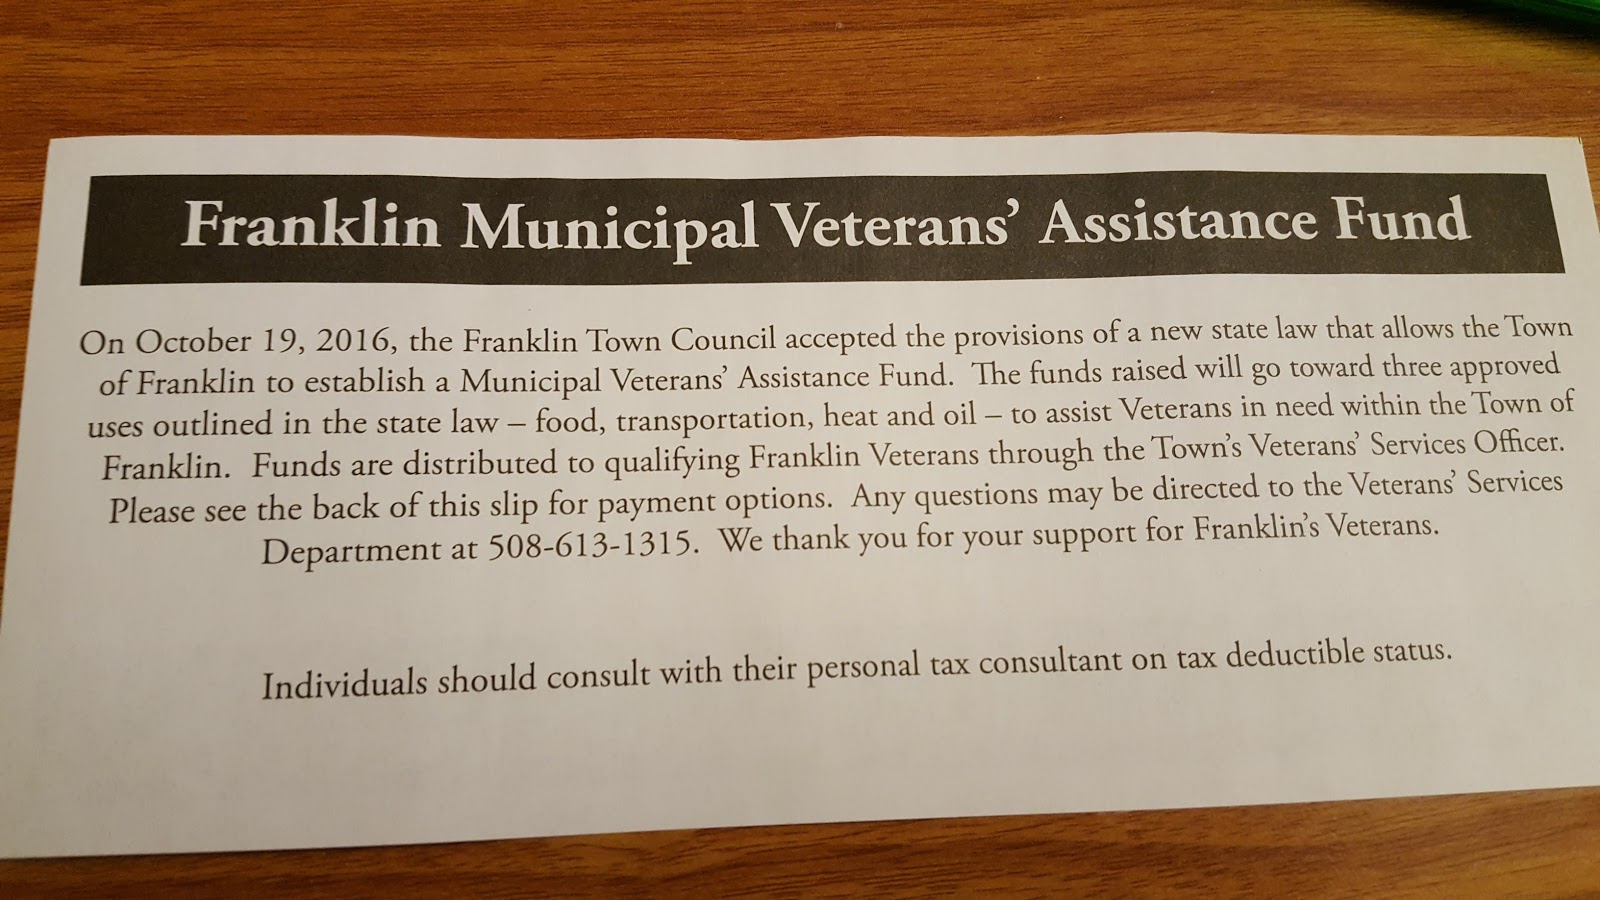 Franklin Municipal Veterans’ Assistance Fund
On October 19, 2016, the Franklin Town Council accepted the provisions of a new state law that allows the Town
of Franklin to establish a Municipal Veterans’ Assistance Fund.  The funds raised will go toward three approved
uses outlined in the state law – food, transportation, heat and oil – to assist Veterans in need within the Town of
Franklin.  Funds are distributed to qualifying Franklin Veterans through the Town’s Veterans’ Services Officer.
Please see the back of this slip for payment options.  Any questions may be directed to the Veterans’ Services
Department at 508-613-1315.  We thank you for your support for Franklin’s Veterans.
Individuals should consult with their personal tax consultant on tax deductible status.